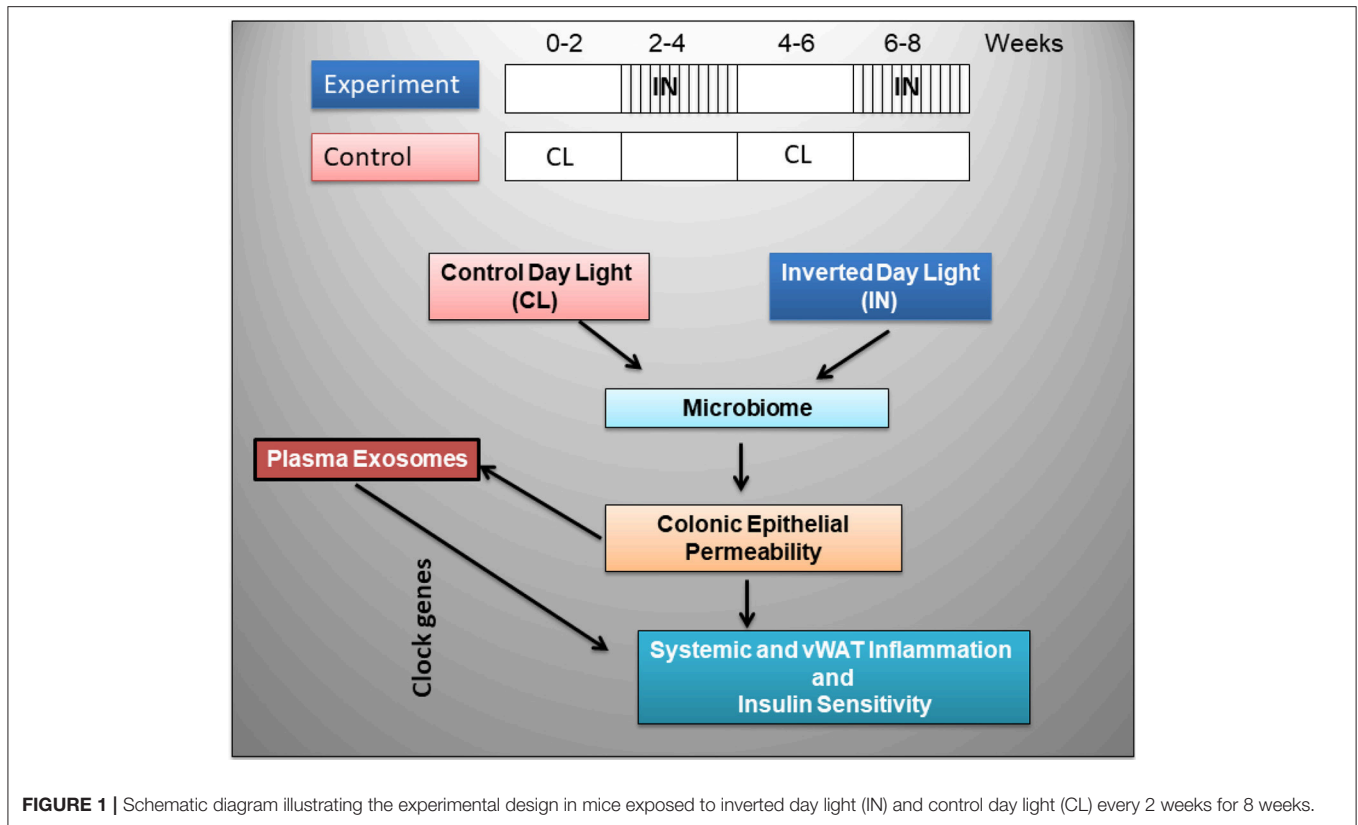 0-2 2-4 4-6 6-8 Weeks
Experiment IN IN
Control CL CL
Control Day Light
(CL)
Inverted Day Light
(IN)
Microbiome
Plasma Exosomes
Colonic Epithelial
Permeability
Clock genes
Systemic and vWAT Inflammation
and
Insulin Sensitivity
FIGURE 1 | Schematic diagram illustrating the experimental design in mice exposed to inverted day light (IN) and control day light (CL) every 2 weeks for 8 weeks.